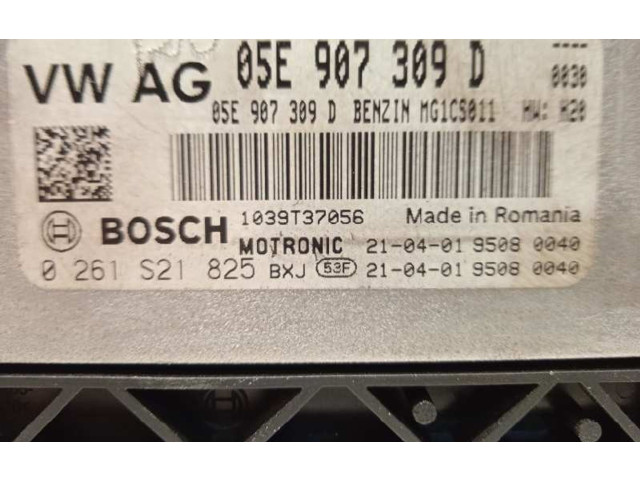 VW AG 05E 907 309 D ----
0030
05E 907 309 D BENZIN MG1CS011 HW: H20
BOSCH 1039T37056 Made in Romania
MOTRONIC 21-04-01 9508 0040
0 261 S21 825 BXJ 53F 21-04-01 9508 0040